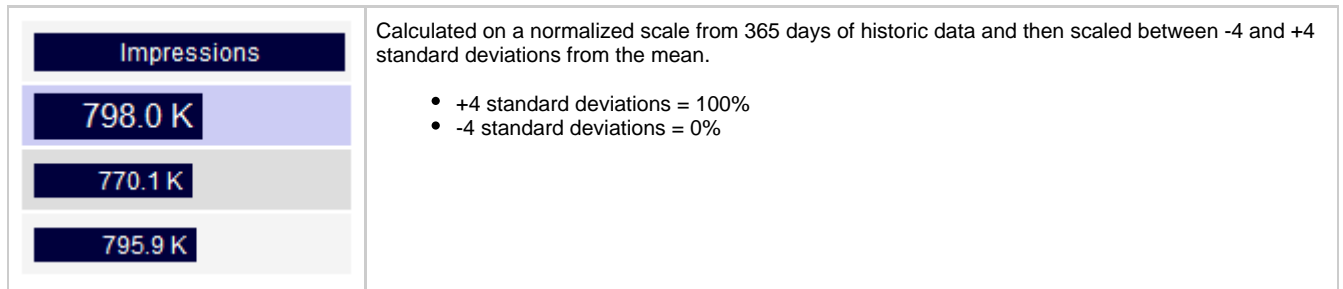 Impressions
798.0 K
770.1 K
795.9 K
Calculated on a normalized scale from 365 days of historic data and then scaled between -4 and +4
standard deviations from the mean.
• +4 standard deviations = 100%
• -4 standard deviations = 0%